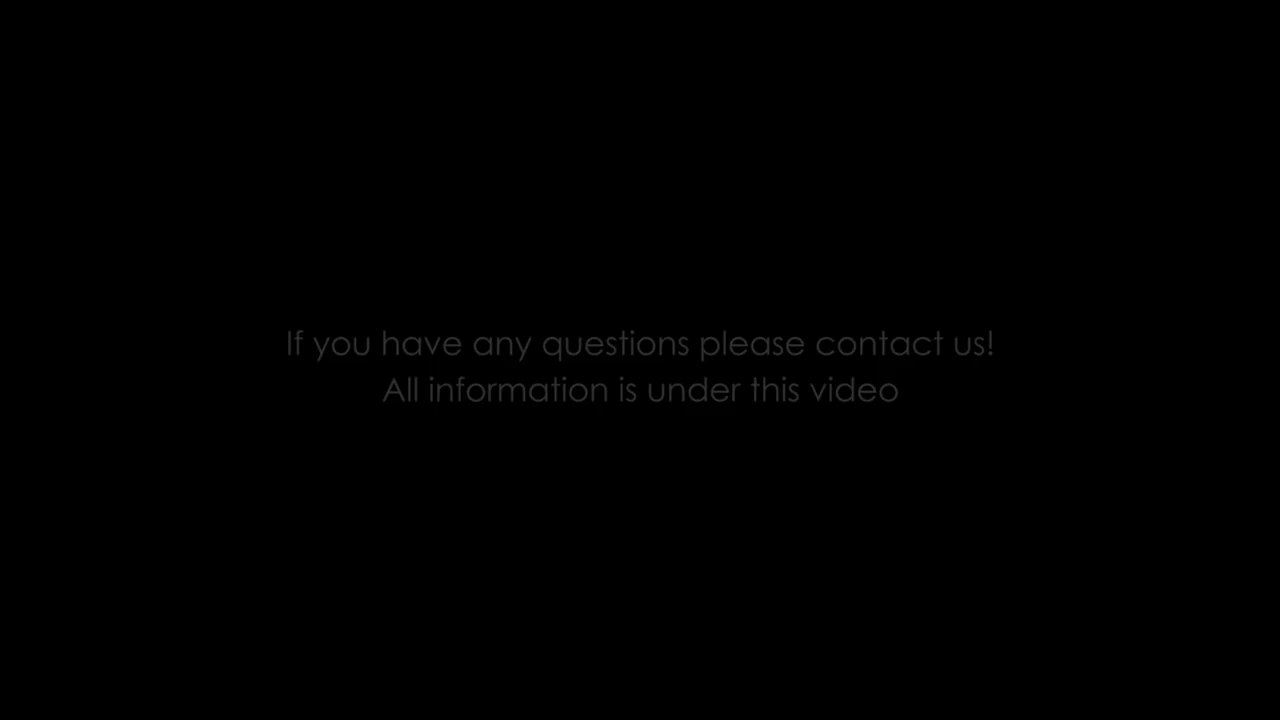 If you have any questions please contact us!
All information is under this video